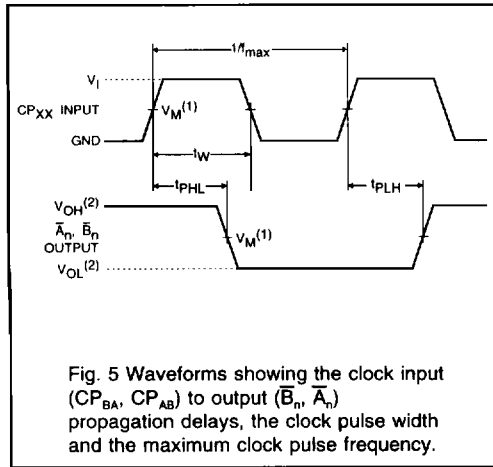 1/fmax
VI
CPXX INPUT
VM(1)
GND
tW
tPHL
tPLH
VOH(2)
A̅n, B̅n
OUTPUT
VM(1)
VOL(2)
Fig. 5 Waveforms showing the clock input
(CPBA, CPAB) to output (B̅n, A̅n)
propagation delays, the clock pulse width
and the maximum clock pulse frequency.